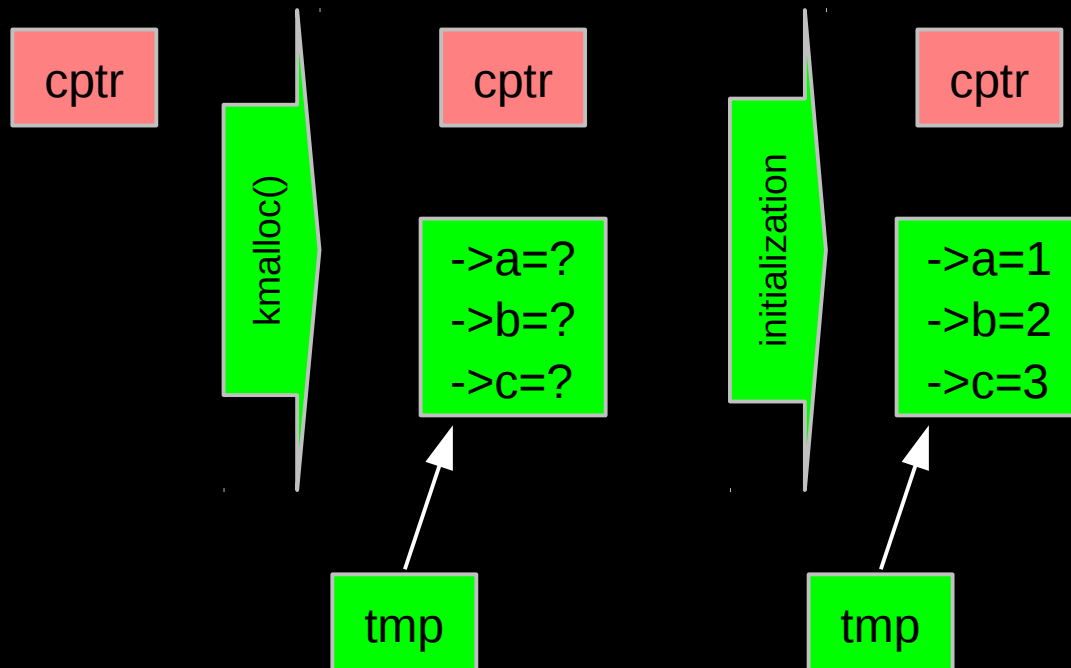 cptr
kmalloc()
cptr
->a=?
->b=?
->c=?
tmp
initialization
cptr
->a=1
->b=2
->c=3
tmp